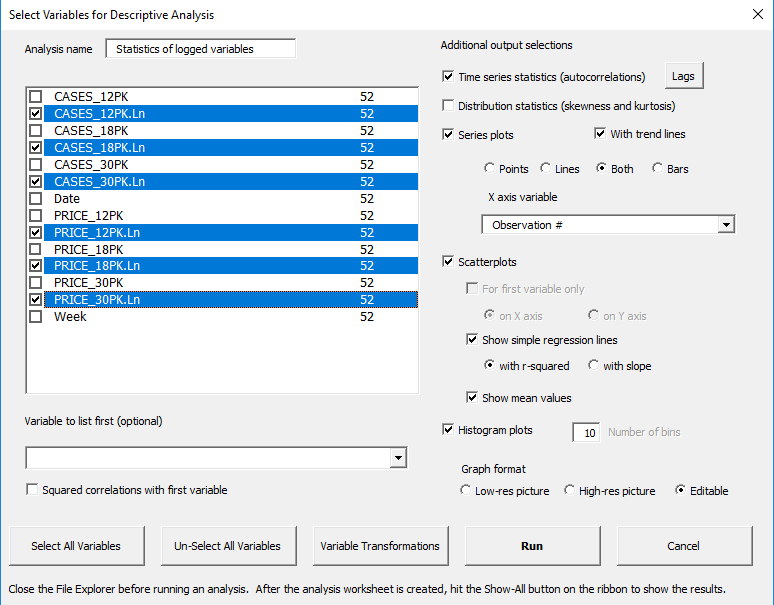 Select Variables for Descriptive Analysis
Analysis name
Statistics of logged variables
CASES_12PK 52
CASES_12PK.Ln 52
CASES_18PK 52
CASES_18PK.Ln 52
CASES_30PK 52
CASES_30PK.Ln 52
Date 52
PRICE_12PK 52
PRICE_12PK.Ln 52
PRICE_18PK 52
PRICE_18PK.Ln 52
PRICE_30PK 52
PRICE_30PK.Ln 52
Week 52
Variable to list first (optional)
Squared correlations with first variable
Additional output selections
Time series statistics (autocorrelations) Lags
Distribution statistics (skewness and kurtosis)
Series plots With trend lines
Points Lines Both Bars
X axis variable
Observation #
Scatterplots
For first variable only
on X axis on Y axis
Show simple regression lines
with r-squared with slope
Show mean values
Histogram plots 10 Number of bins
Graph format
Low-res picture High-res picture Editable
Select All Variables Un-Select All Variables Variable Transformations Run Cancel
Close the File Explorer before running an analysis. After the analysis worksheet is created, hit the Show-All button on the ribbon to show the results.